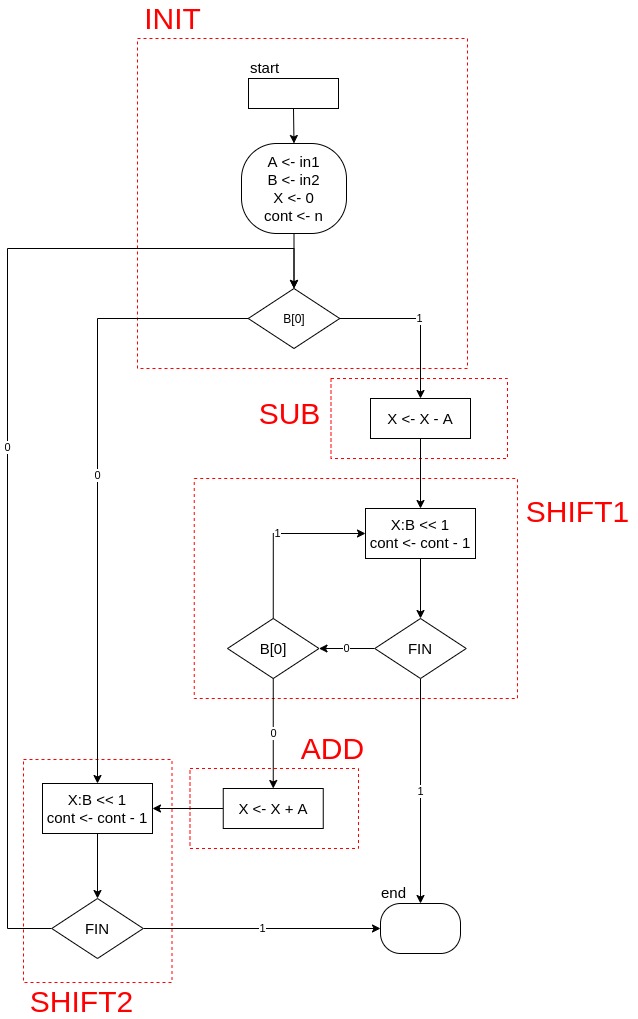 INIT
start
A <- in1
B <- in2
X <- 0
cont <- n
B[0]
1
SUB
X <- X - A
0
0
SHIFT1
X:B << 1
cont <- cont - 1
1
B[0]
0
FIN
0
ADD
1
X:B << 1
cont <- cont - 1
X <- X + A
end
FIN
1
SHIFT2